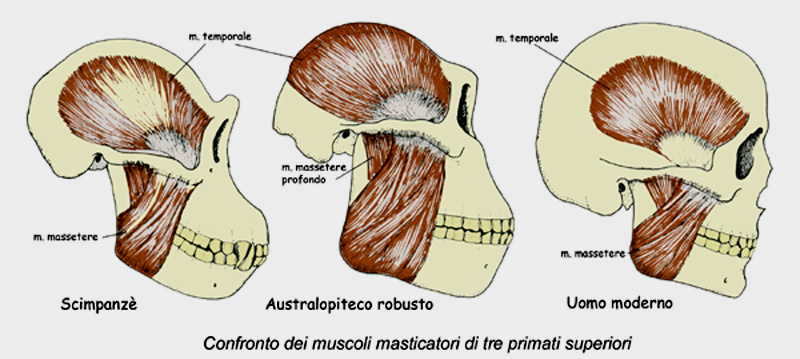 m. temporale
m. temporale
m. massetere
profondo
m. massetere
m. massetere
Scimpanzè
Australopiteco robusto
Uomo moderno
Confronto dei muscoli masticatori di tre primati superiori